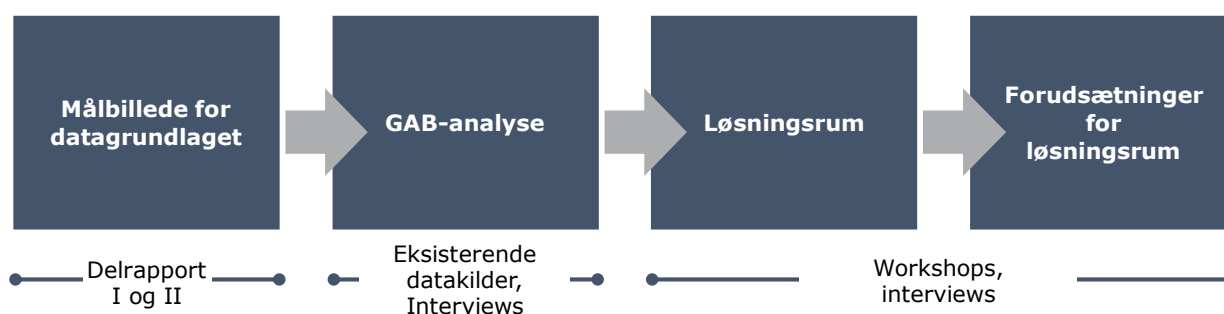 Målbillede for
datagrundlaget
GAB-analyse
Løsningsrum
Forudsætninger
for
løsningsrum
Delrapport
I og II
Eksisterende
datakilder,
Interviews
Workshops,
interviews